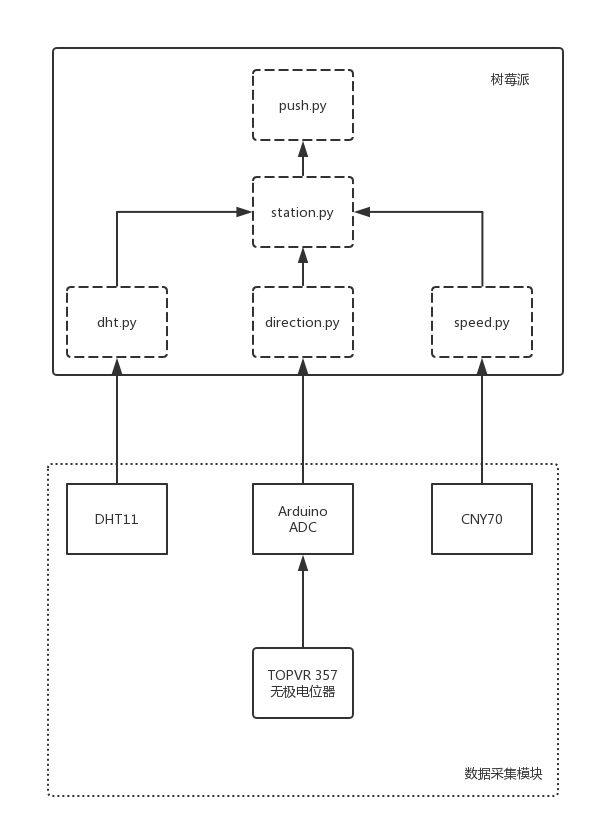 树莓派
push.py
station.py
dht.py
direction.py
speed.py
DHT11
Arduino
ADC
CNY70
TOPVR 357
无极电位器
数据采集模块